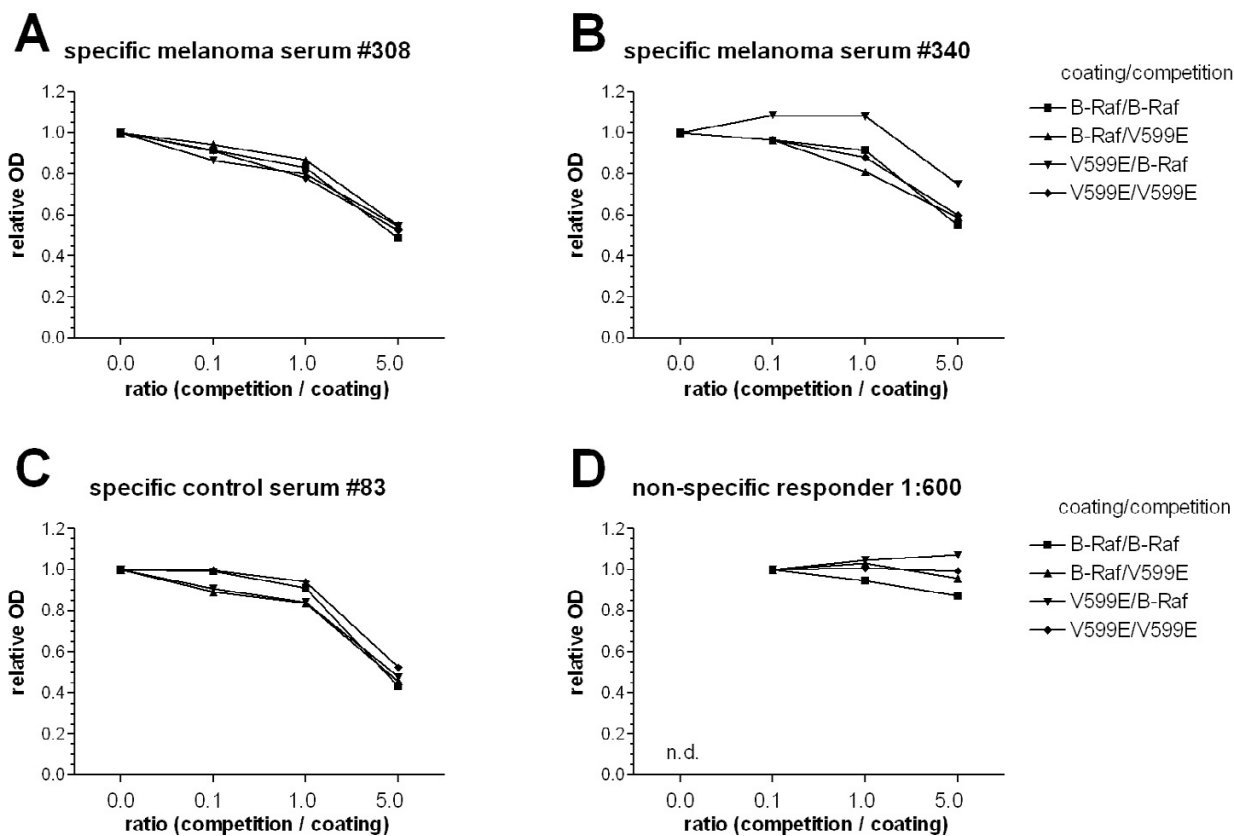 A specific melanoma serum #308
1.2
1.0
0.8
0.6
0.4
0.2
0.0
relative OD
0.0 0.1 1.0 5.0
ratio (competition / coating)
B specific melanoma serum #340
1.2
1.0
0.8
0.6
0.4
0.2
0.0
relative OD
0.0 0.1 1.0 5.0
ratio (competition / coating)
coating/competition
B-Raf/B-Raf
B-Raf/V599E
V599E/B-Raf
V599E/V599E
C specific control serum #83
1.2
1.0
0.8
0.6
0.4
0.2
0.0
relative OD
0.0 0.1 1.0 5.0
ratio (competition / coating)
D non-specific responder 1:600
1.2
1.0
0.8
0.6
0.4
0.2
0.0
relative OD
n.d.
0.0 0.1 1.0 5.0
ratio (competition / coating)
coating/competition
B-Raf/B-Raf
B-Raf/V599E
V599E/B-Raf
V599E/V599E